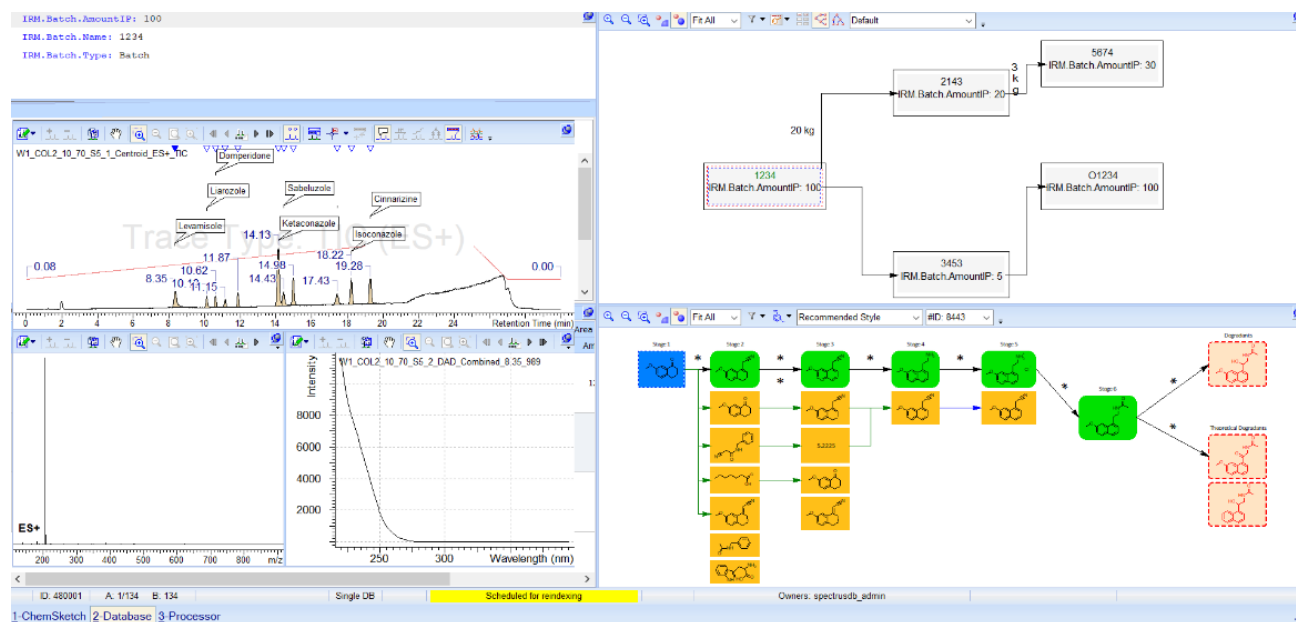 IRM.Batch.AmountIP: 100
IRM.Batch.Name: 1234
IRM.Batch.Type: Batch
Fit All
Default
5674
IRM.Batch.AmountIP: 30
3
k
g
2143
IRM.Batch.AmountIP: 20
20 kg
1234
IRM.Batch.AmountIP: 100
O1234
IRM.Batch.AmountIP: 100
3453
IRM.Batch.AmountIP: 5
W1_COL2_10_70_S5_1_Centroid_ES+_TIC
Domperidone
Liarozole
Sabeluzole
Cinnarizine
Levamisole
Ketaconazole
Isoconazole
Trace Type: TIC (ES+)
14.13
18.22
11.87
0.08
10.62
14.98
19.28
0.00
8.35
14.43
17.43
11.15
0 2 4 6 8 10 12 14 16 18 20 22 24
Retention Time (min)
Area
Fit All
Recommended Style
#ID: 8443
Stage 1
Stage 2
Stage 3
Stage 4
Stage 5
Degradants
Stage 6
Theoretical Degradants
5.2225
W1_COL2_10_70_S5_2_DAD_Combined_8.35_989
Intensity
8000
6000
4000
2000
250 300 Wavelength (nm)
ES+
200 300 400 500 600 700 800 900 m/z
ID: 480001 A: 1/134 B: 134 Single DB Scheduled for reindexing Owners: spectrusdb_admin
1-ChemSketch 2-Database 3-Processor